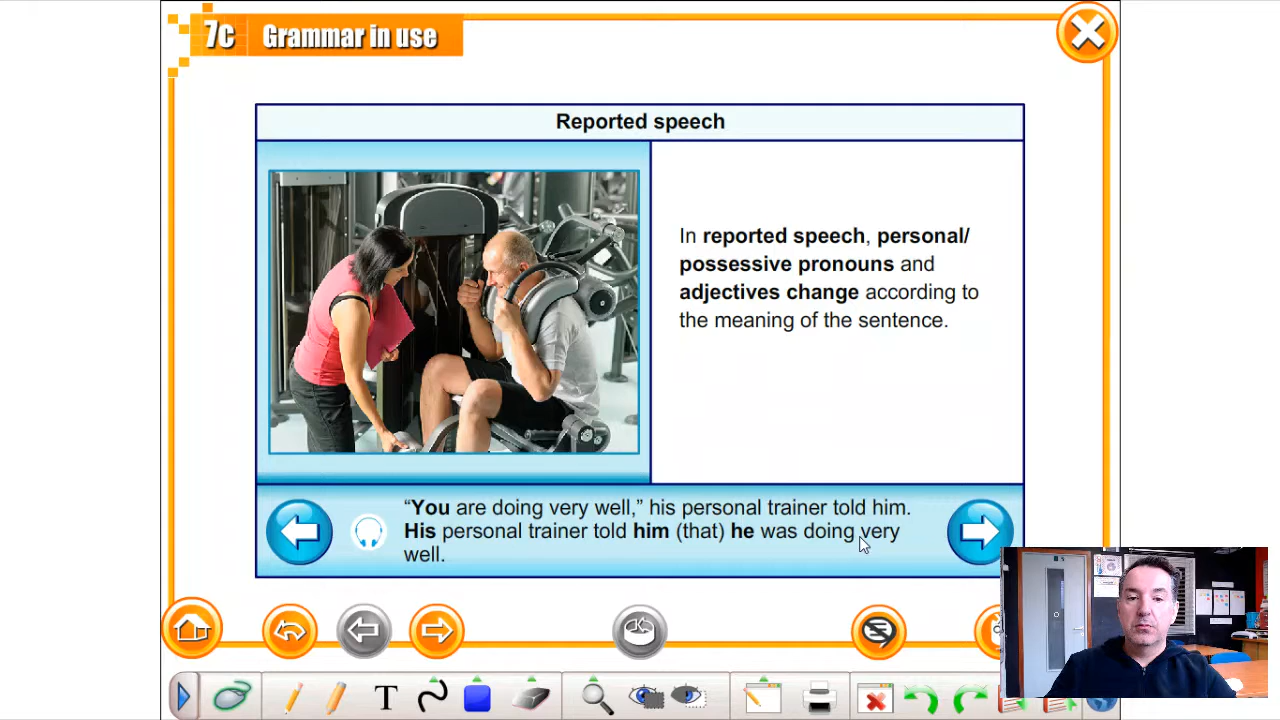 7c Grammar in use
Reported speech
In reported speech, personal/
possessive pronouns and
adjectives change according to
the meaning of the sentence.
“You are doing very well,” his personal trainer told him.
His personal trainer told him (that) he was doing very
well.
T